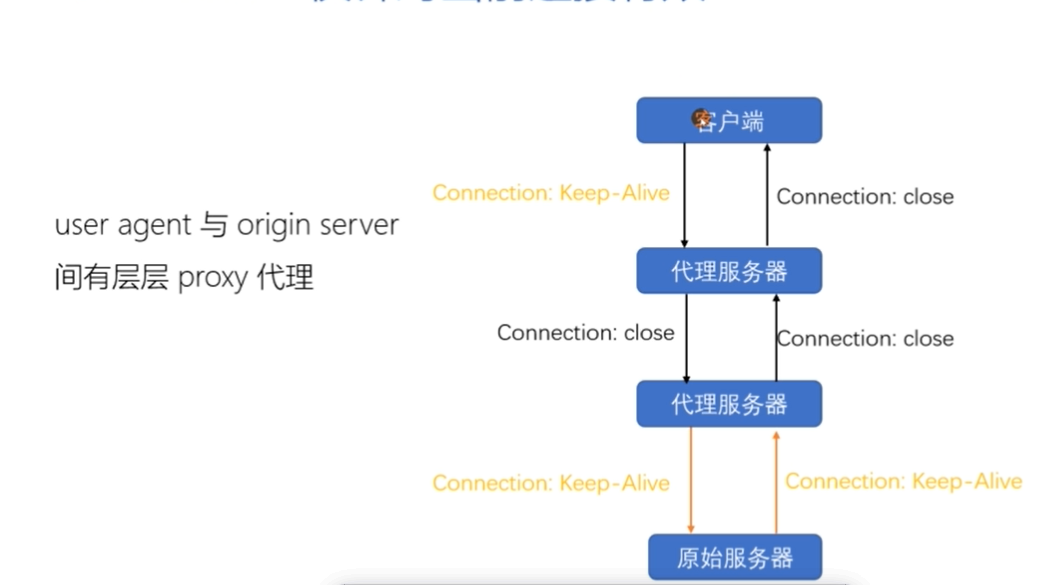 客户端
Connection: Keep-Alive
Connection: close
user agent 与 origin server
间有层层 proxy 代理
代理服务器
Connection: close
Connection: close
代理服务器
Connection: Keep-Alive
Connection: Keep-Alive
原始服务器